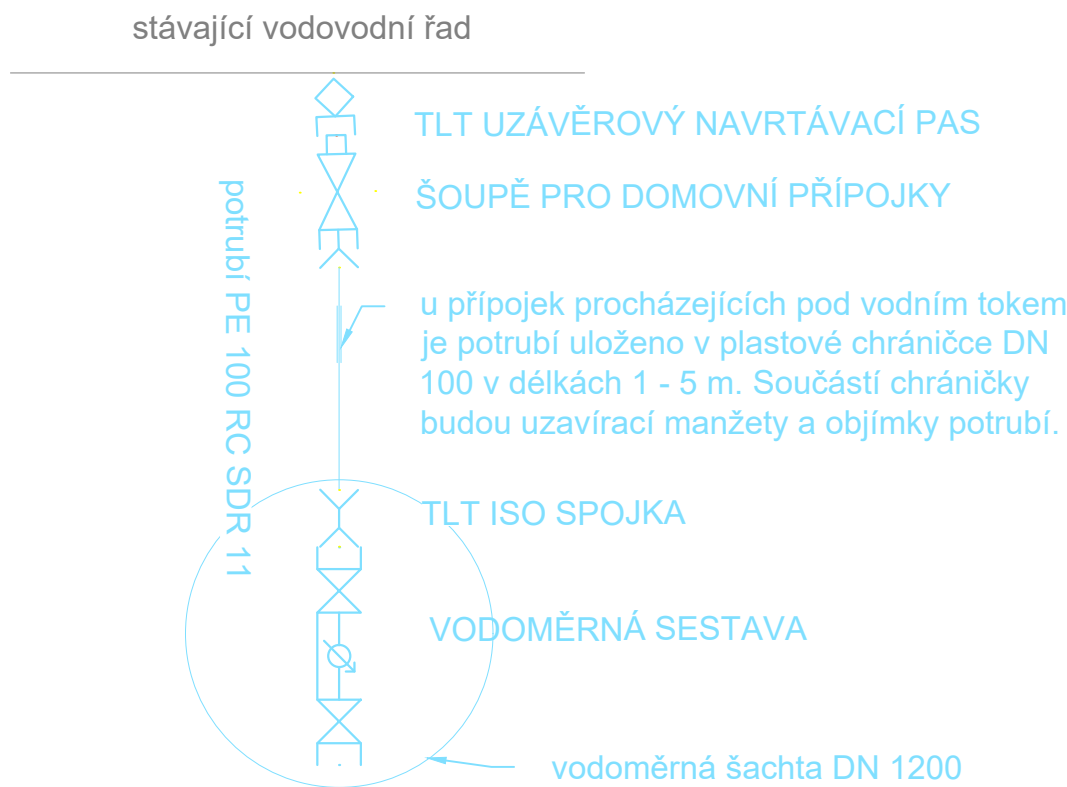 stávající vodovodní řad
TLT UZÁVĚROVÝ NAVRTÁVACÍ PAS
ŠOUPĚ PRO DOMOVNÍ PŘÍPOJKY
potrubí PE 100 RC SDR 11
u přípojek procházejících pod vodním tokem
je potrubí uloženo v plastové chráničce DN
100 v délkách 1 - 5 m. Součástí chráničky
budou uzavírací manžety a objímky potrubí.
TLT ISO SPOJKA
VODOMĚRNÁ SESTAVA
vodoměrná šachta DN 1200